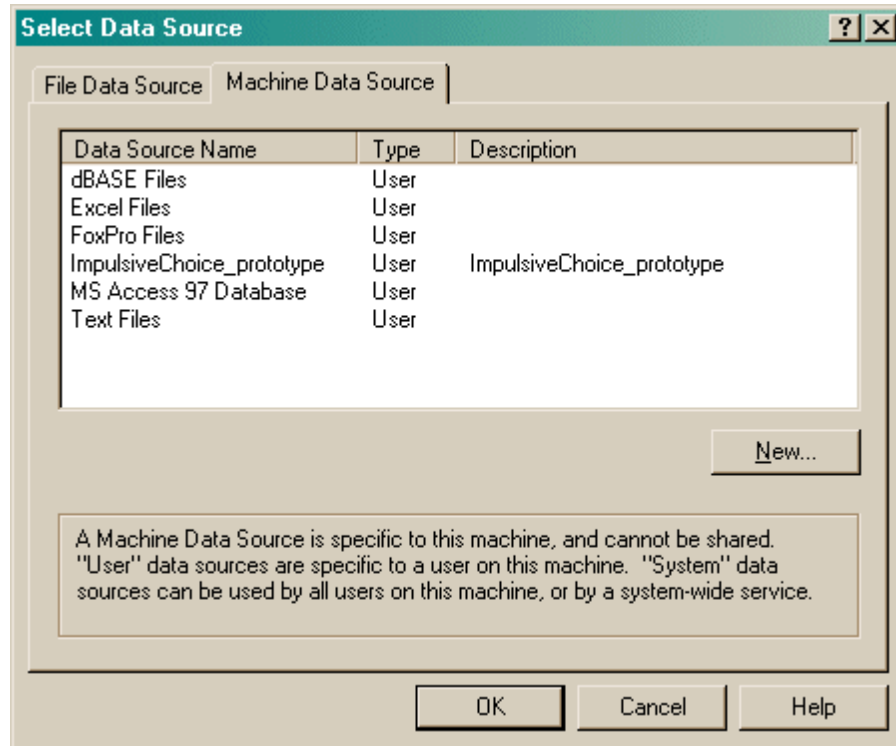 Select Data Source
File Data Source Machine Data Source
Data Source Name Type Description
dBASE Files User
Excel Files User
FoxPro Files User
ImpulsiveChoice_prototype User ImpulsiveChoice_prototype
MS Access 97 Database User
Text Files User
New...
A Machine Data Source is specific to this machine, and cannot be shared.
"User" data sources are specific to a user on this machine. "System" data
sources can be used by all users on this machine, or by a system-wide service.
OK Cancel Help